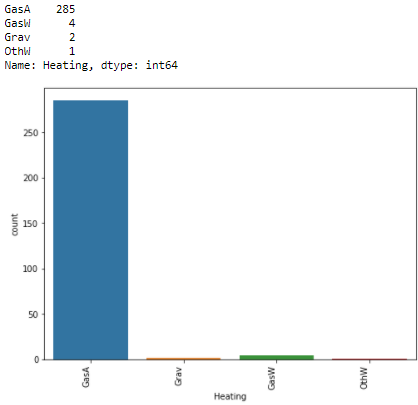 GasA    285
GasW      4
Grav      2
OthW      1
Name: Heating, dtype: int64
250
200
150
100
50
0
count
GasA
Grav
GasW
OthW
Heating